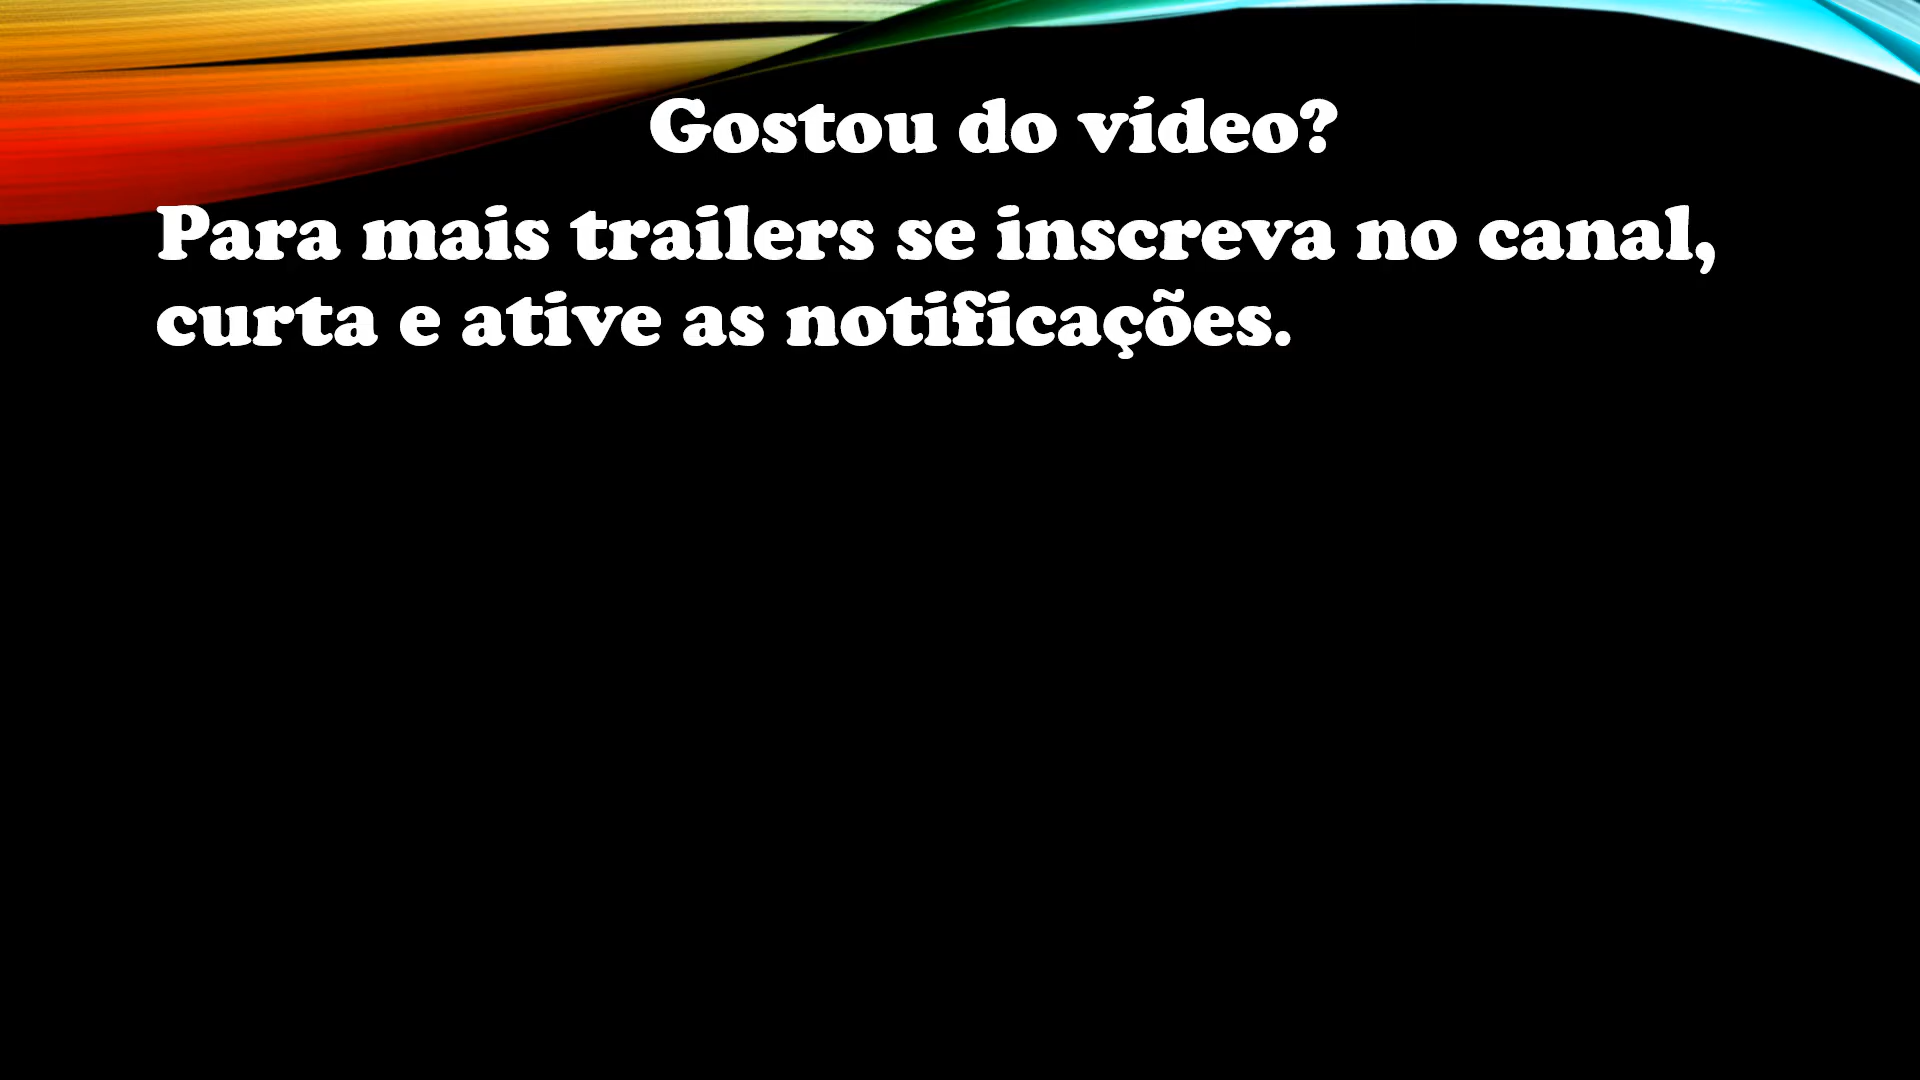 Gostou do vídeo?
Para mais trailers se inscreva no canal,
curta e ative as notificações.